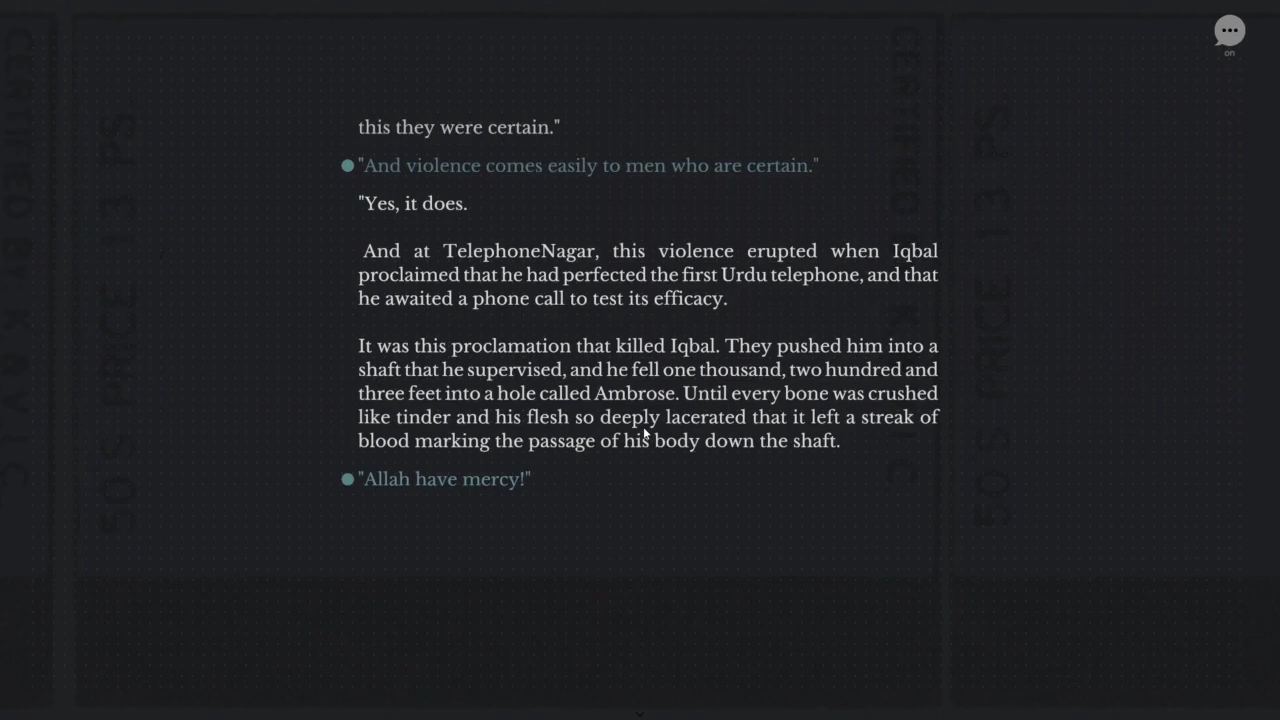 on
this they were certain."
"And violence comes easily to men who are certain."
"Yes, it does.
And at TelephoneNagar, this violence erupted when Iqbal
proclaimed that he had perfected the first Urdu telephone, and that
he awaited a phone call to test its efficacy.
It was this proclamation that killed Iqbal. They pushed him into a
shaft that he supervised, and he fell one thousand, two hundred and
three feet into a hole called Ambrose. Until every bone was crushed
like tinder and his flesh so deeply lacerated that it left a streak of
blood marking the passage of his body down the shaft.
"Allah have mercy!"